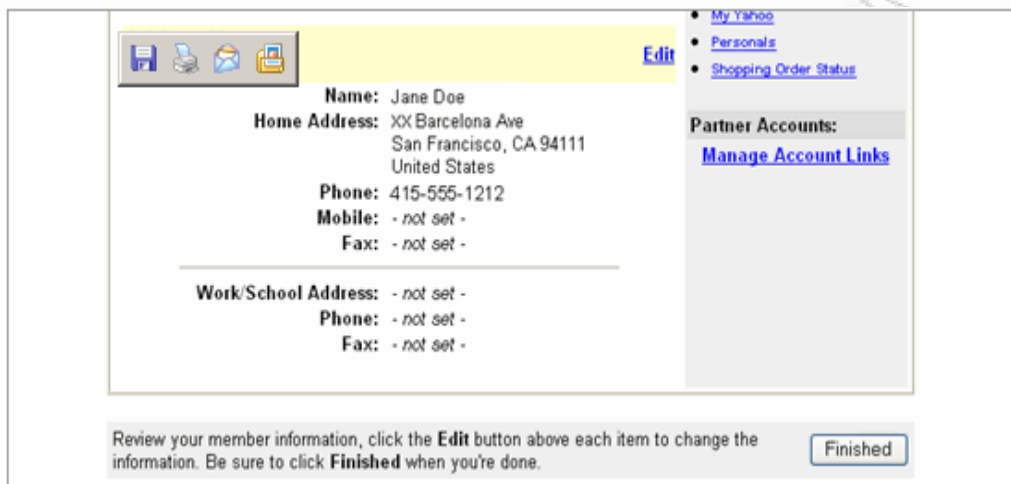 Edit
Name: Jane Doe
Home Address: XX Barcelona Ave
San Francisco, CA 94111
United States
Phone: 415-555-1212
Mobile: - not set -
Fax: - not set -
Work/School Address: - not set -
Phone: - not set -
Fax: - not set -
My Yahoo
Personals
Shopping Order Status
Partner Accounts:
Manage Account Links
Review your member information, click the Edit button above each item to change the
information. Be sure to click Finished when you're done.
Finished